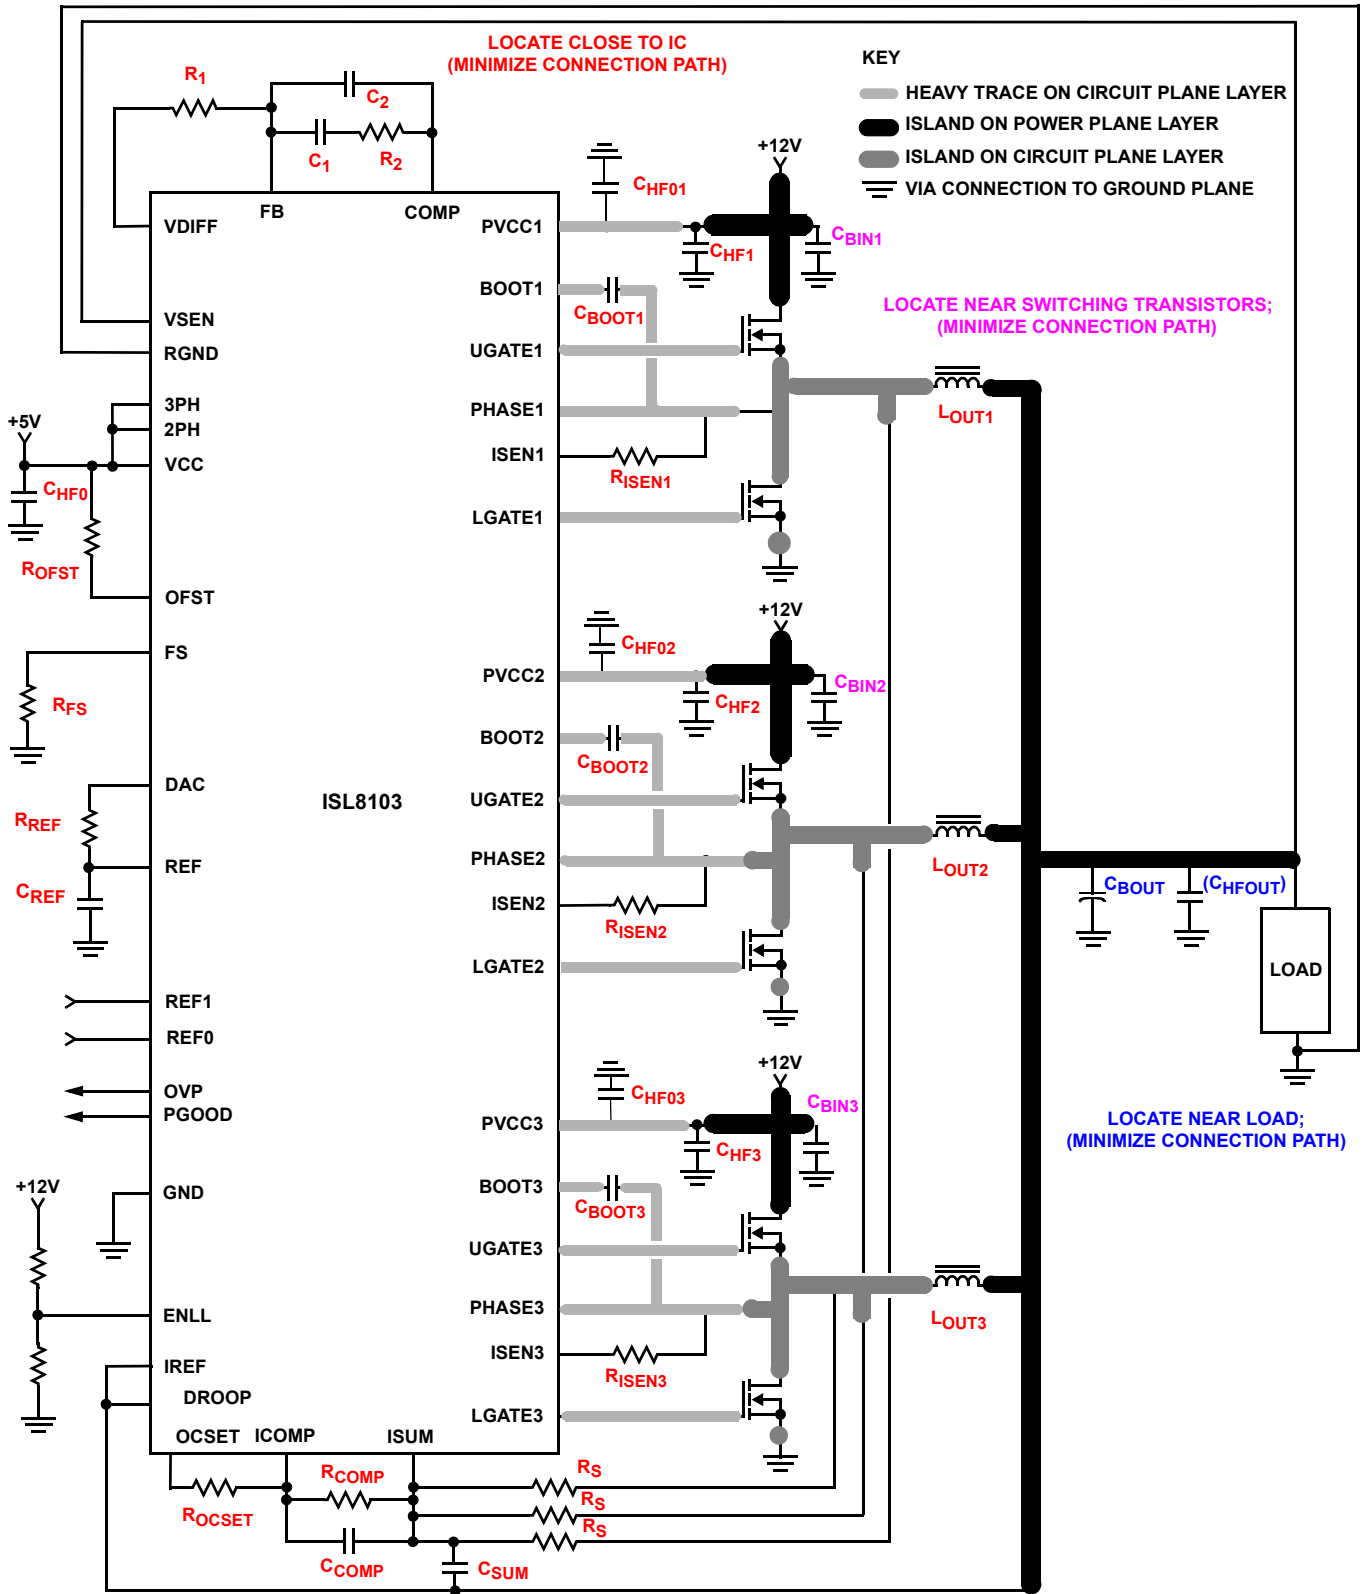 LOCATE CLOSE TO IC
(MINIMIZE CONNECTION PATH)
KEY
HEAVY TRACE ON CIRCUIT PLANE LAYER
ISLAND ON POWER PLANE LAYER
ISLAND ON CIRCUIT PLANE LAYER
VIA CONNECTION TO GROUND PLANE
R1
C2
C1
R2
FB
COMP
VDIFF
VSEN
RGND
3PH
2PH
VCC
+5V
CHF0
ROFST
OFST
FS
RFS
DAC
RREF
REF
CREF
REF1
REF0
OVP
PGOOD
GND
+12V
ENLL
IREF
DROOP
OCSET
ICOMP
ISUM
ISL8103
PVCC1
BOOT1
UGATE1
PHASE1
ISEN1
LGATE1
CHF01
CHF1
+12V
CBIN1
CBOOT1
RISEN1
LOCATE NEAR SWITCHING TRANSISTORS;
(MINIMIZE CONNECTION PATH)
LOUT1
PVCC2
BOOT2
UGATE2
PHASE2
ISEN2
LGATE2
CHF02
CHF2
+12V
CBIN2
CBOOT2
RISEN2
LOUT2
CBOUT
(CHFOUT)
LOAD
LOCATE NEAR LOAD;
(MINIMIZE CONNECTION PATH)
PVCC3
BOOT3
UGATE3
PHASE3
ISEN3
LGATE3
CHF03
CHF3
+12V
CBIN3
CBOOT3
RISEN3
LOUT3
ROCSET
RCOMP
CCOMP
RS
RS
RS
CSUM